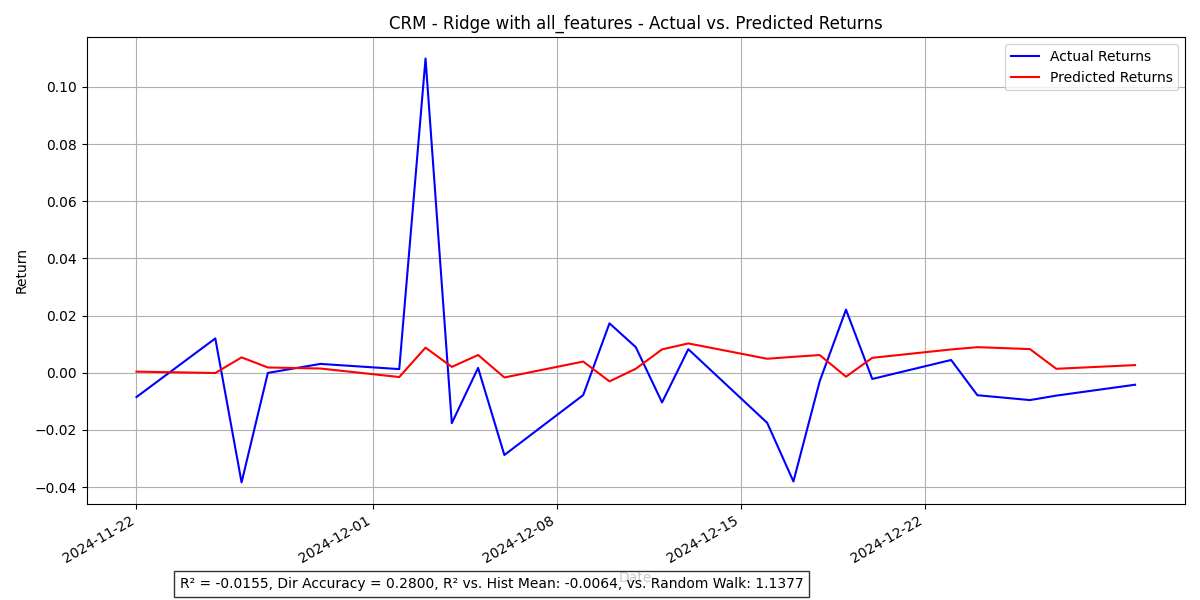 CRM - Ridge with all_features - Actual vs. Predicted Returns
Actual Returns
Predicted Returns
Return
0.10
0.08
0.06
0.04
0.02
0.00
−0.02
−0.04
2024-11-22
2024-12-01
2024-12-08
2024-12-15
2024-12-22
Date
R² = -0.0155, Dir Accuracy = 0.2800, R² vs. Hist Mean: -0.0064, vs. Random Walk: 1.1377